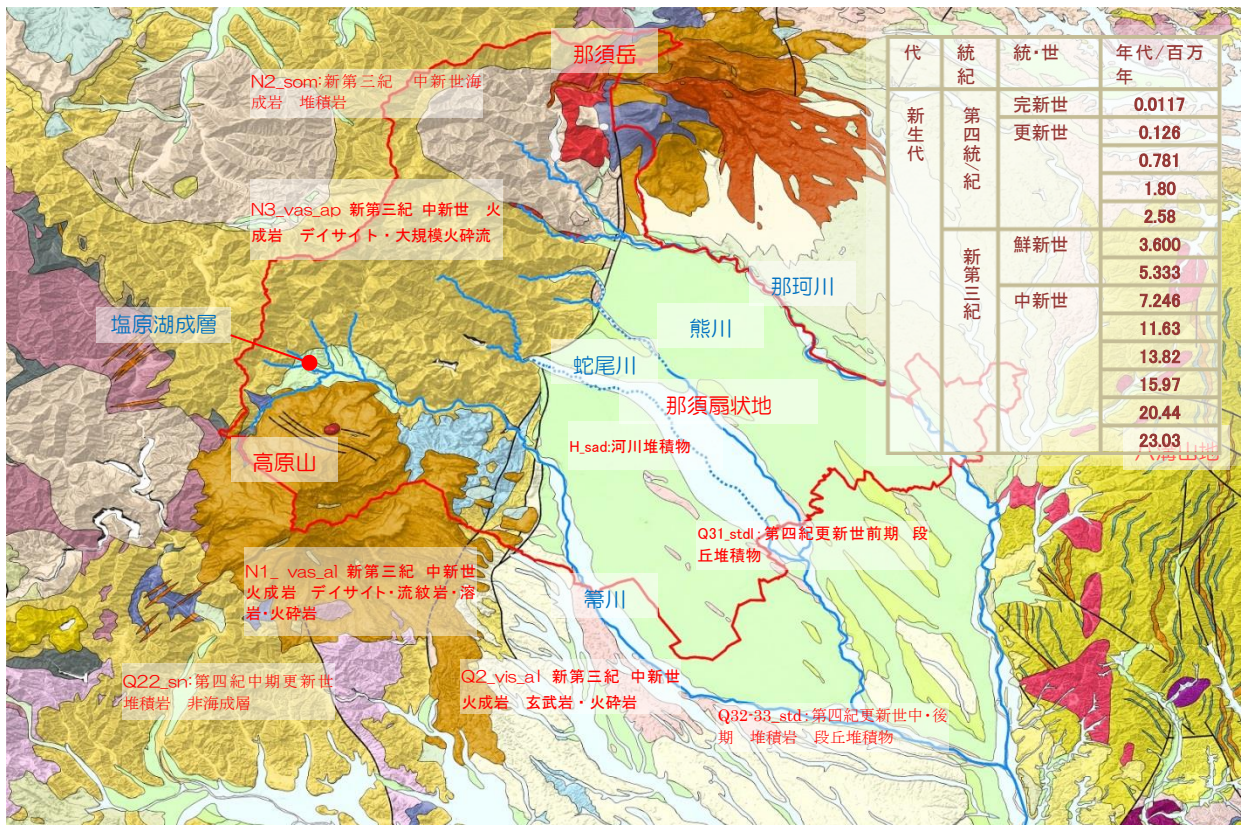 那須岳
N2_som:新第三紀 中新世海
成岩 堆積岩
N3_vas_ap 新第三紀 中新世 火
成岩 デイサイト・大規模火砕流
塩原湖成層
那珂川
熊川
蛇尾川
那須扇状地
H_sad:河川堆積物
高原山
Q31_stdl:第四紀更新世前期 段
丘堆積物
N1_ vas_al 新第三紀 中新世
火成岩 デイサイト・流紋岩・溶
岩・火砕岩
箒川
Q22_sn:第四紀中期更新世
堆積岩 非海成層
Q2_vis_al 新第三紀 中新世
火成岩 玄武岩・火砕岩
Q32-33_std:第四紀更新世中・後
期 堆積岩 段丘堆積物
八溝山地
代 統紀 統・世 年代/百万年
新生代 第四統/紀 完新世 0.0117
更新世 0.126
0.781
1.80
2.58
新第三紀 鮮新世 3.600
5.333
中新世 7.246
11.63
13.82
15.97
20.44
23.03